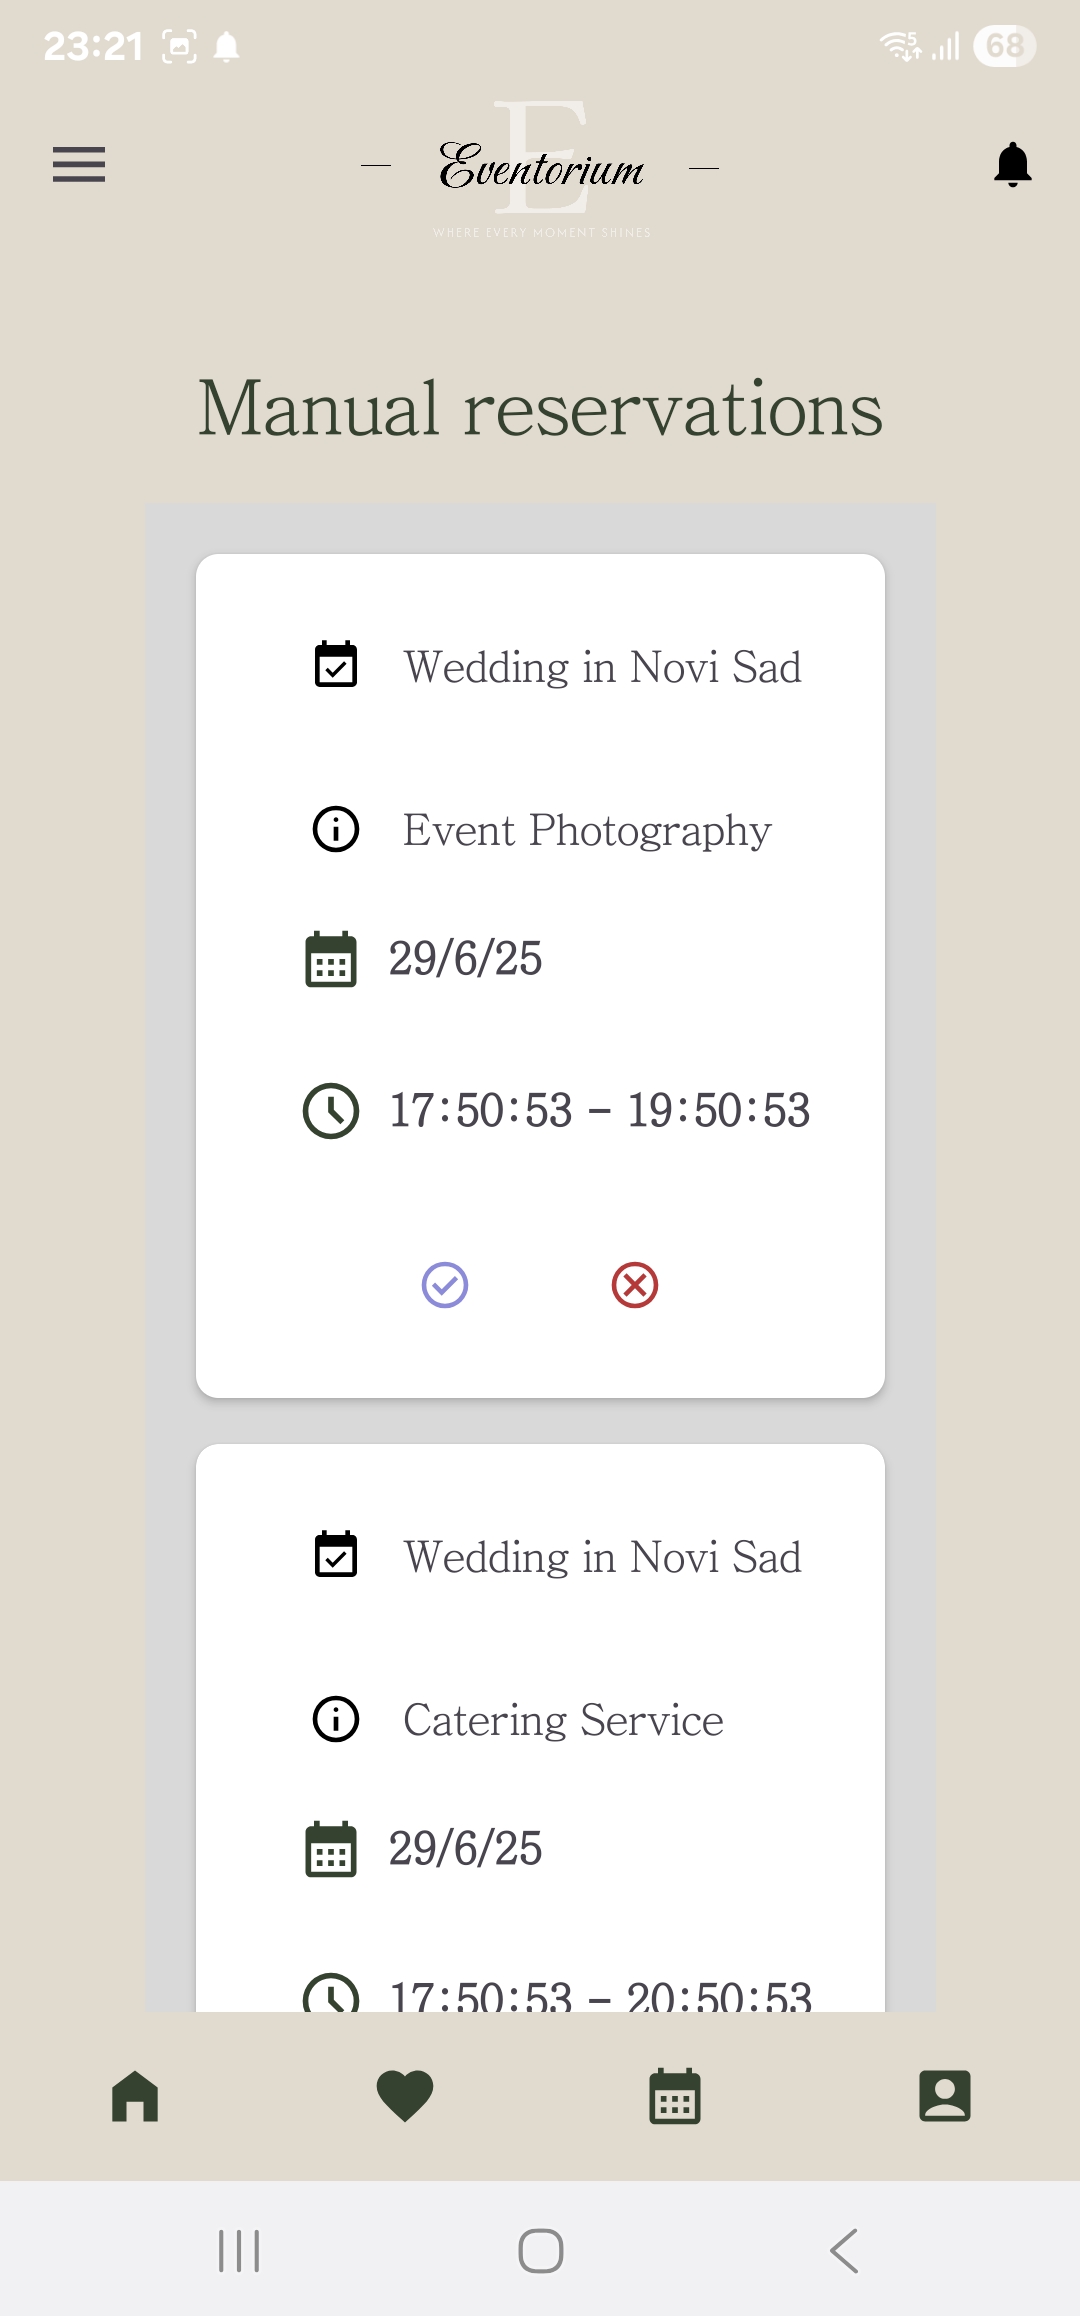 23:21
5
68
E
Eventorium
WHERE EVERY MOMENT SHINES
Manual reservations
Wedding in Novi Sad
Event Photography
29/6/25
17:50:53 – 19:50:53
Wedding in Novi Sad
Catering Service
29/6/25
17:50:53 – 20:50:53